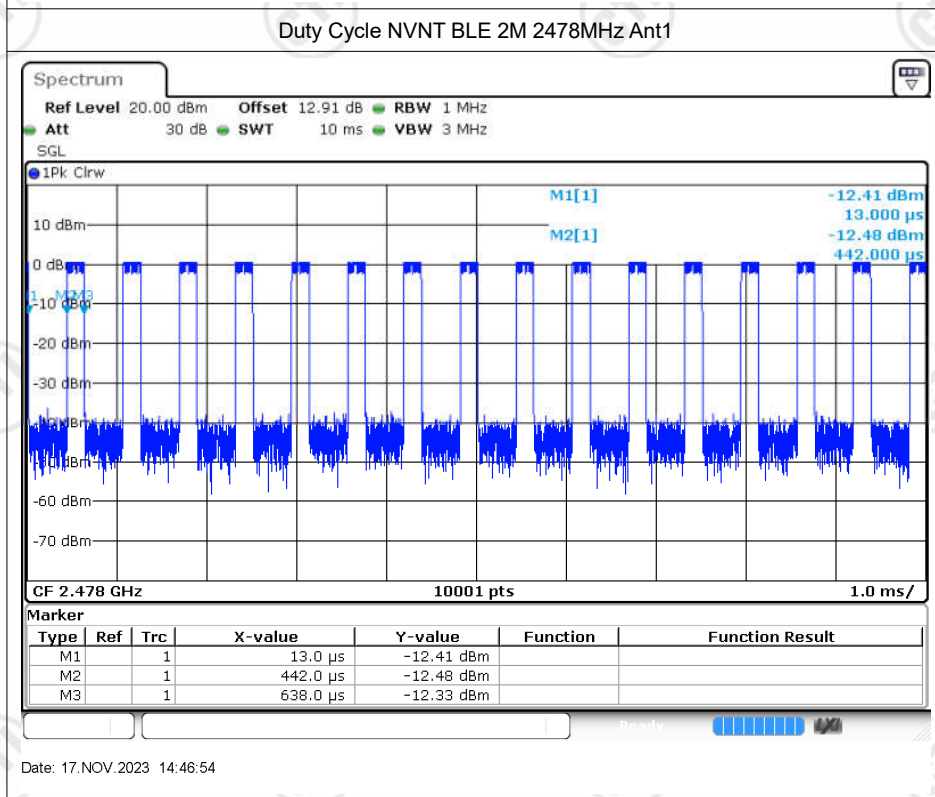 Duty Cycle NVNT BLE 2M 2478MHz Ant1
Spectrum
Ref Level 20.00 dBm Offset 12.91 dB RBW 1 MHz
Att 30 dB SWT 10 ms VBW 3 MHz
SGL
1Pk Clrw
M1[1] -12.41 dBm
13.000 µs
10 dBm
M2[1] -12.48 dBm
442.000 µs
0 dBm
M2 M3
-10 dBm
-20 dBm
-30 dBm
-60 dBm
-70 dBm
CF 2.478 GHz 10001 pts 1.0 ms/
Marker
Type Ref Trc X-value Y-value Function Function Result
M1 1 13.0 µs -12.41 dBm
M2 1 442.0 µs -12.48 dBm
M3 1 638.0 µs -12.33 dBm
Ready LXI
Date: 17.NOV.2023 14:46:54